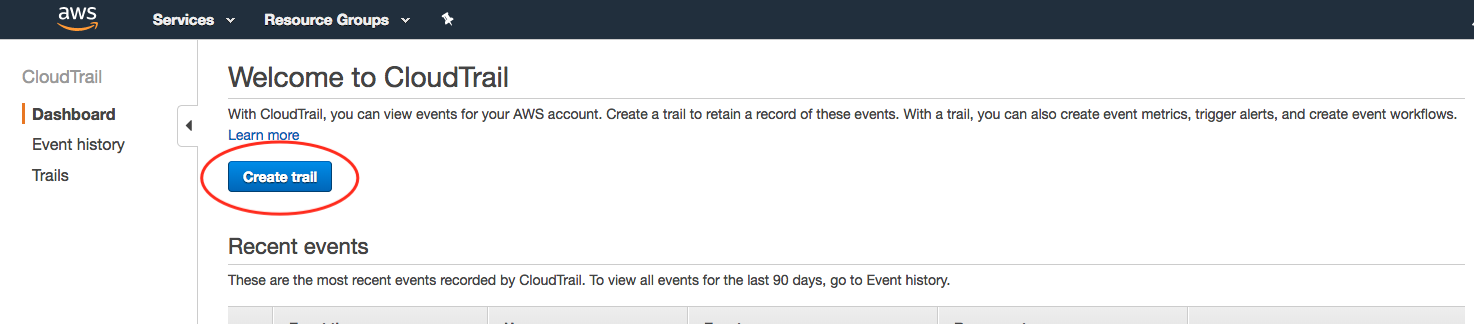 aws
Services
Resource Groups
CloudTrail
Dashboard
Event history
Trails
Welcome to CloudTrail
With CloudTrail, you can view events for your AWS account. Create a trail to retain a record of these events. With a trail, you can also create event metrics, trigger alerts, and create event workflows.
Learn more
Create trail
Recent events
These are the most recent events recorded by CloudTrail. To view all events for the last 90 days, go to Event history.